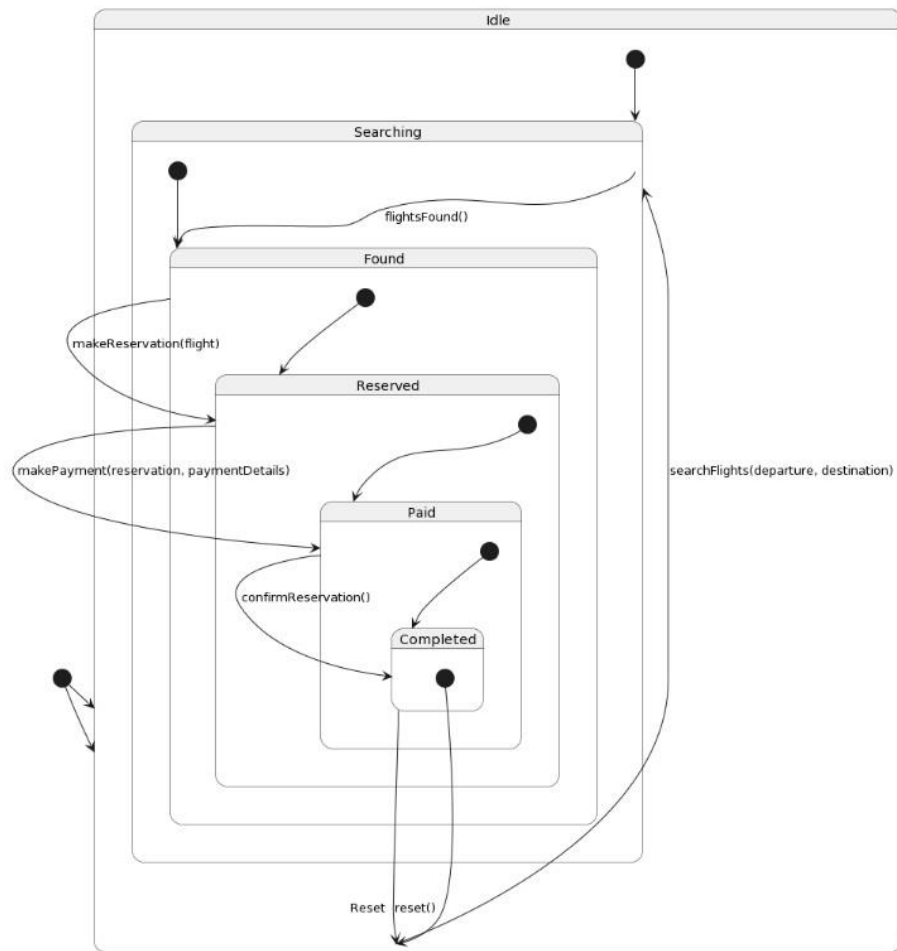 Idle
Searching
flightsFound()
Found
makeReservation(flight)
Reserved
makePayment(reservation, paymentDetails)
searchFlights(departure, destination)
Paid
confirmReservation()
Completed
Reset reset()